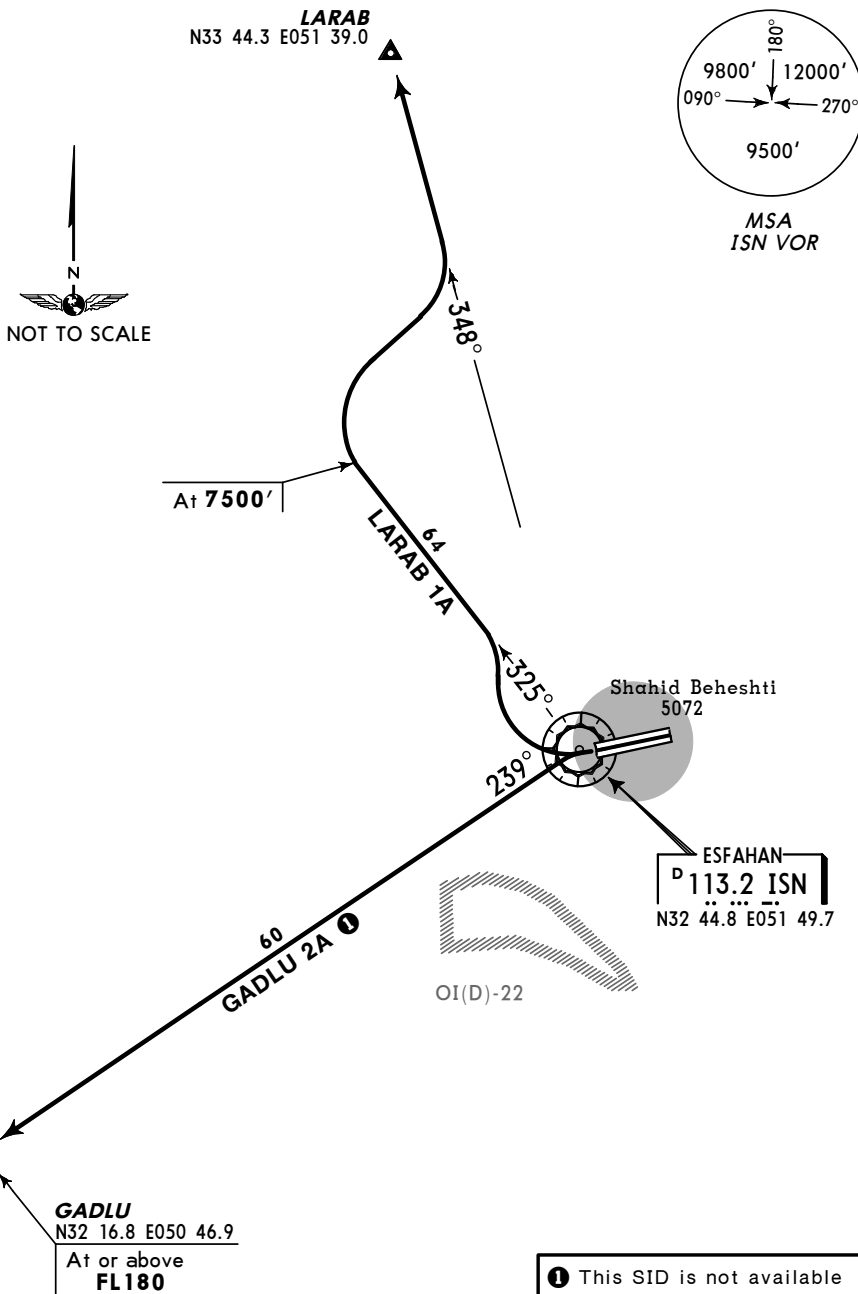 LARAB
N33 44.3 E051 39.0
180°
9800' 12000'
090° 270°
9500'
MSA
ISN VOR
N
NOT TO SCALE
348°
At 7500'
64
LARAB 1A
325°
Shahid Beheshti
5072
239°
ESFAHAN
D 113.2 ISN
N32 44.8 E051 49.7
60
GADLU 2A 1
OI(D)-22
GADLU
N32 16.8 E050 46.9
At or above
FL180
1 This SID is not available